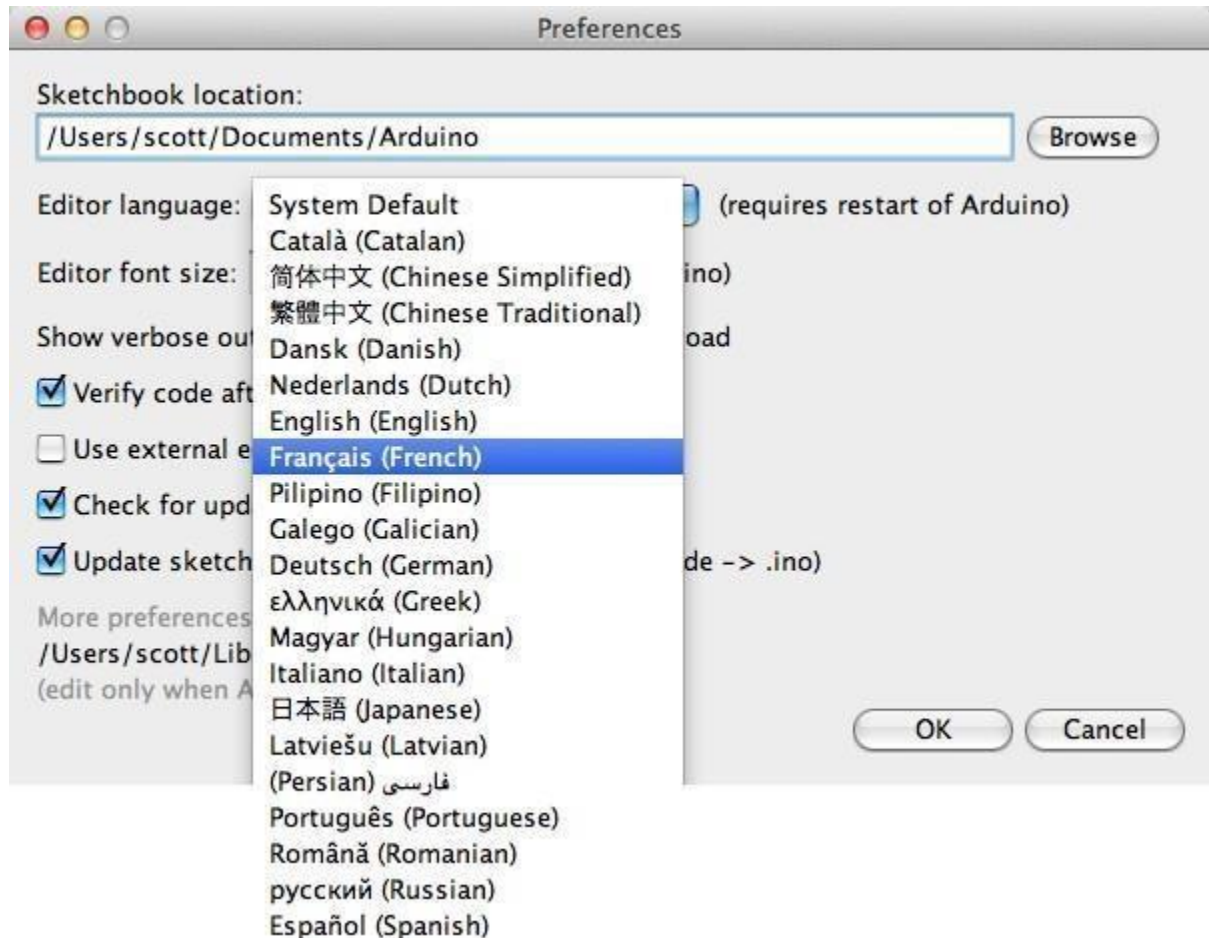 Preferences
Sketchbook location:
/Users/scott/Documents/Arduino Browse
Editor language: (requires restart of Arduino)
System Default
Català (Catalan)
Editor font size: ino)
简体中文 (Chinese Simplified)
繁體中文 (Chinese Traditional)
Show verbose ou oad
Dansk (Danish)
Nederlands (Dutch)
Verify code aft
English (English)
Use external e
Français (French)
Pilipino (Filipino)
Check for upd
Galego (Galician)
Update sketch de -> .ino)
Deutsch (German)
ελληνικά (Greek)
More preferences
Magyar (Hungarian)
/Users/scott/Lib
Italiano (Italian)
(edit only when A
日本語 (Japanese)
OK Cancel
Latviešu (Latvian)
فارسی (Persian)
Português (Portuguese)
Română (Romanian)
русский (Russian)
Español (Spanish)